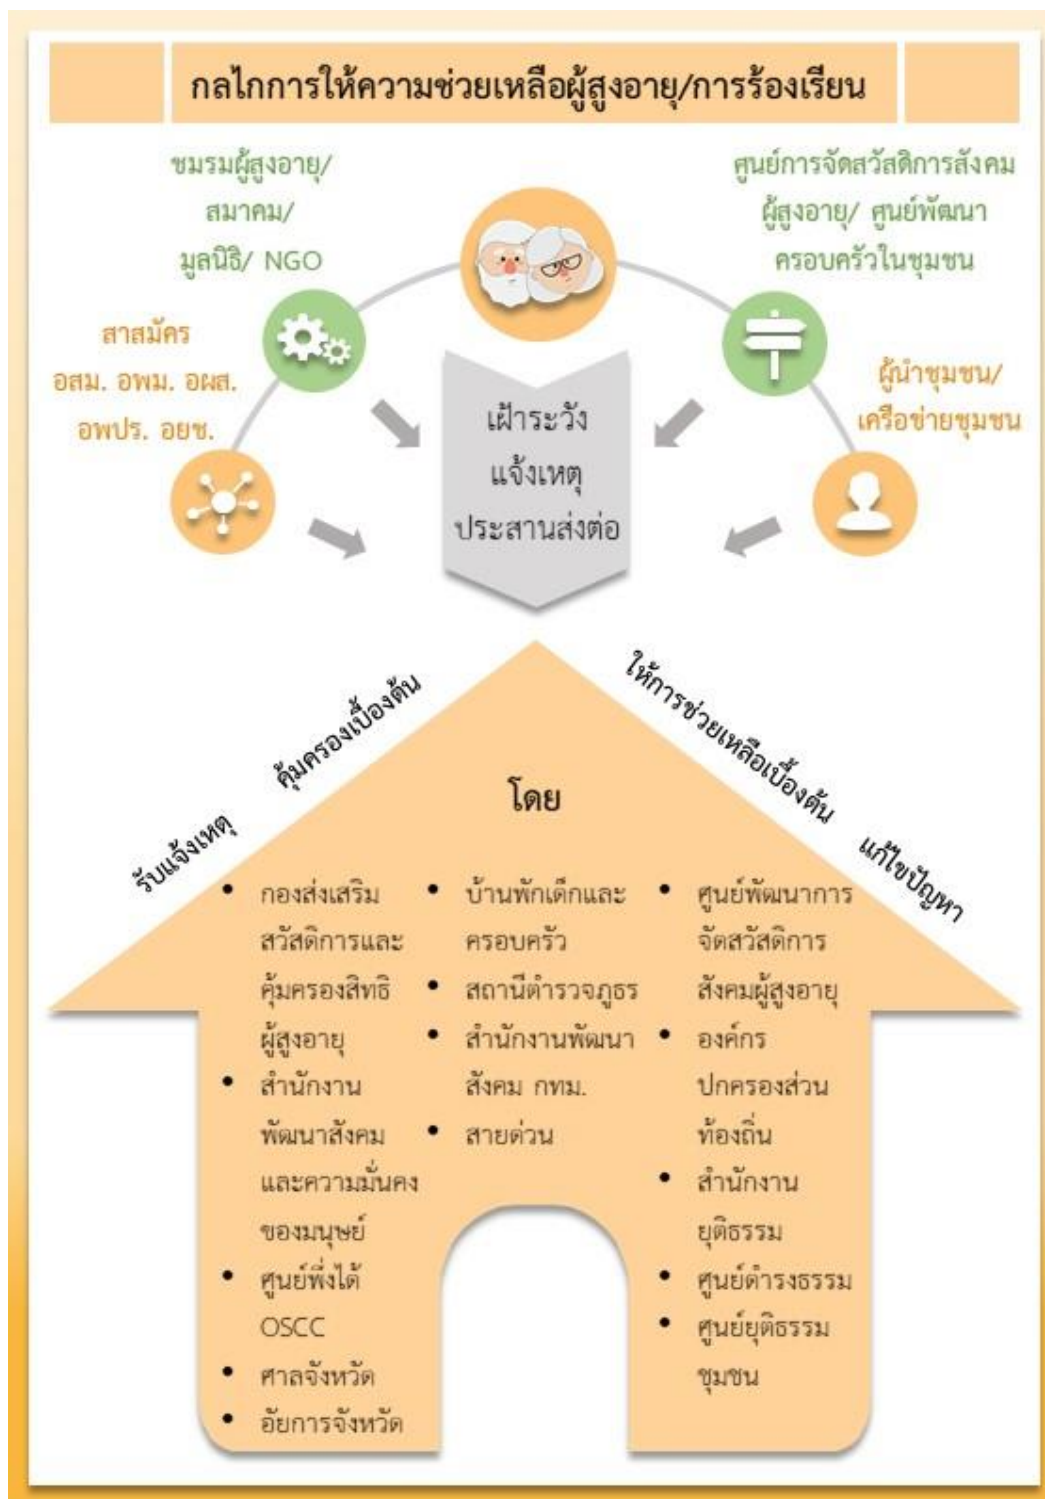 กลไกการให้ความช่วยเหลือผู้สูงอายุ/การร้องเรียน
ชมรมผู้สูงอายุ/
สมาคม/
มูลนิธิ/ NGO
ศูนย์การจัดสวัสดิการสังคม
ผู้สูงอายุ/ ศูนย์พัฒนา
ครอบครัวในชุมชน
สาสมัคร
อสม. อพม. อผส.
อพปร. อยช.
ผู้นำชุมชน/
เครือข่ายชุมชน
เฝ้าระวัง
แจ้งเหตุ
ประสานส่งต่อ
รับแจ้งเหตุ
คุ้มครองเบื้องต้น
ให้การช่วยเหลือเบื้องต้น
แก้ไขปัญหา
โดย
• กองส่งเสริม
สวัสดิการและ
คุ้มครองสิทธิ
ผู้สูงอายุ
• สำนักงาน
พัฒนาสังคม
และความมั่นคง
ของมนุษย์
• ศูนย์พึ่งได้
OSCC
• ศาลจังหวัด
• อัยการจังหวัด
• บ้านพักเด็กและ
ครอบครัว
• สถานีตำรวจภูธร
• สำนักงานพัฒนา
สังคม กทม.
• สายด่วน
• ศูนย์พัฒนาการ
จัดสวัสดิการ
สังคมผู้สูงอายุ
• องค์กร
ปกครองส่วน
ท้องถิ่น
• สำนักงาน
ยุติธรรม
• ศูนย์ดำรงธรรม
• ศูนย์ยุติธรรม
ชุมชน